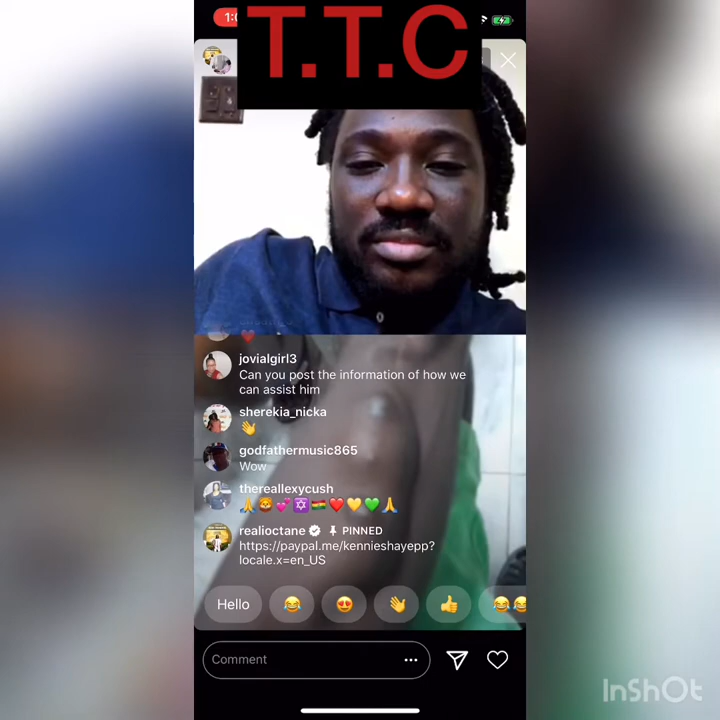 T.T.C
jovialgirl3
Can you post the information of how we
can assist him
sherekia_nicka
👋
godfathermusic865
Wow
thereallexycush
🙏🦁💞✡️❤️💛💚🙏
realioctane PINNED
https://paypal.me/kennieshayepp?
locale.x=en_US
Hello 😂 😍 👋 👍 😂😂
Comment
InShOt